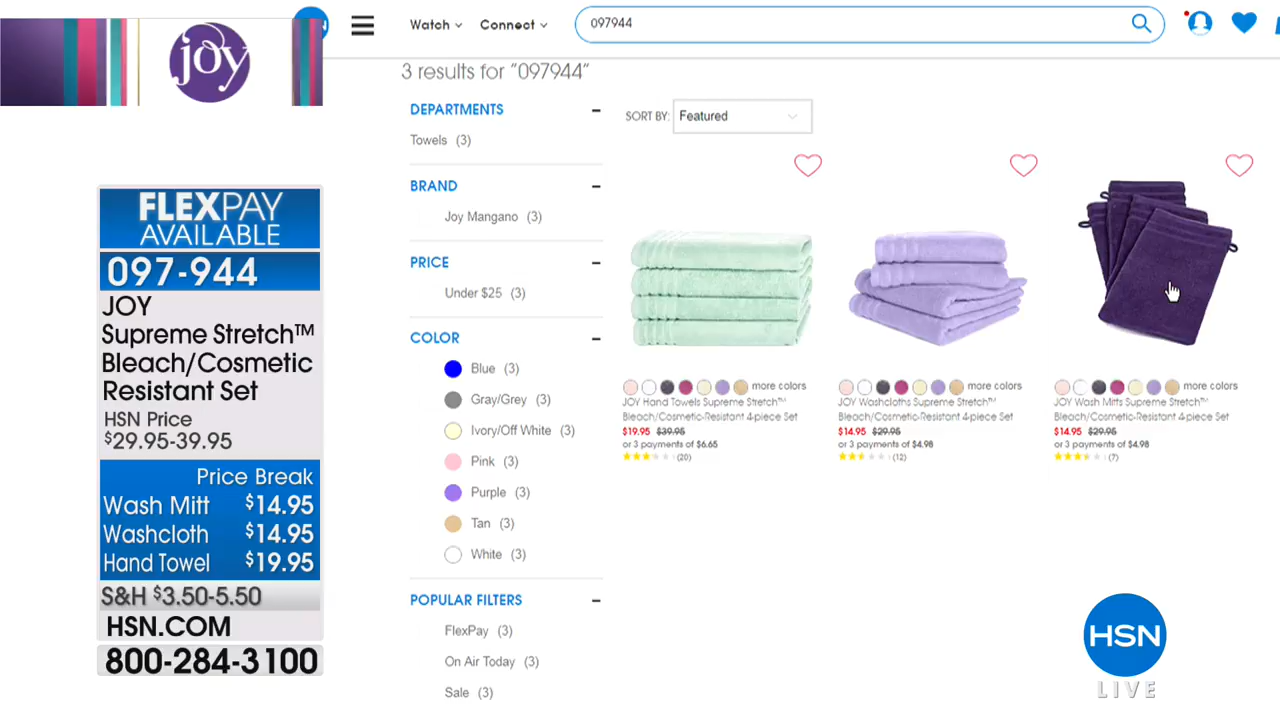 joy
FLEXPAY
AVAILABLE
097-944
JOY
Supreme Stretch™
Bleach/Cosmetic
Resistant Set
HSN Price
$29.95-39.95
Price Break
Wash Mitt $14.95
Washcloth $14.95
Hand Towel $19.95
S&H $3.50-5.50
HSN.COM
800-284-3100
Watch
Connect
097944
3 results for "097944"
DEPARTMENTS
Towels (3)
BRAND
Joy Mangano (3)
PRICE
Under $25 (3)
COLOR
Blue (3)
Gray/Grey (3)
Ivory/Off White (3)
Pink (3)
Purple (3)
Tan (3)
White (3)
POPULAR FILTERS
FlexPay (3)
On Air Today (3)
Sale (3)
SORT BY: Featured
more colors
JOY Hand Towels Supreme Stretch™
Bleach/Cosmetic-Resistant 4-piece Set
$19.95 $39.95
or 3 payments of $6.65
(20)
more colors
JOY Washcloths Supreme Stretch™
Bleach/Cosmetic-Resistant 4-piece Set
$14.95 $29.95
or 3 payments of $4.98
(12)
more colors
JOY Wash Mitts Supreme Stretch™
Bleach/Cosmetic-Resistant 4-piece Set
$14.95 $29.95
or 3 payments of $4.98
(7)
HSN
LIVE